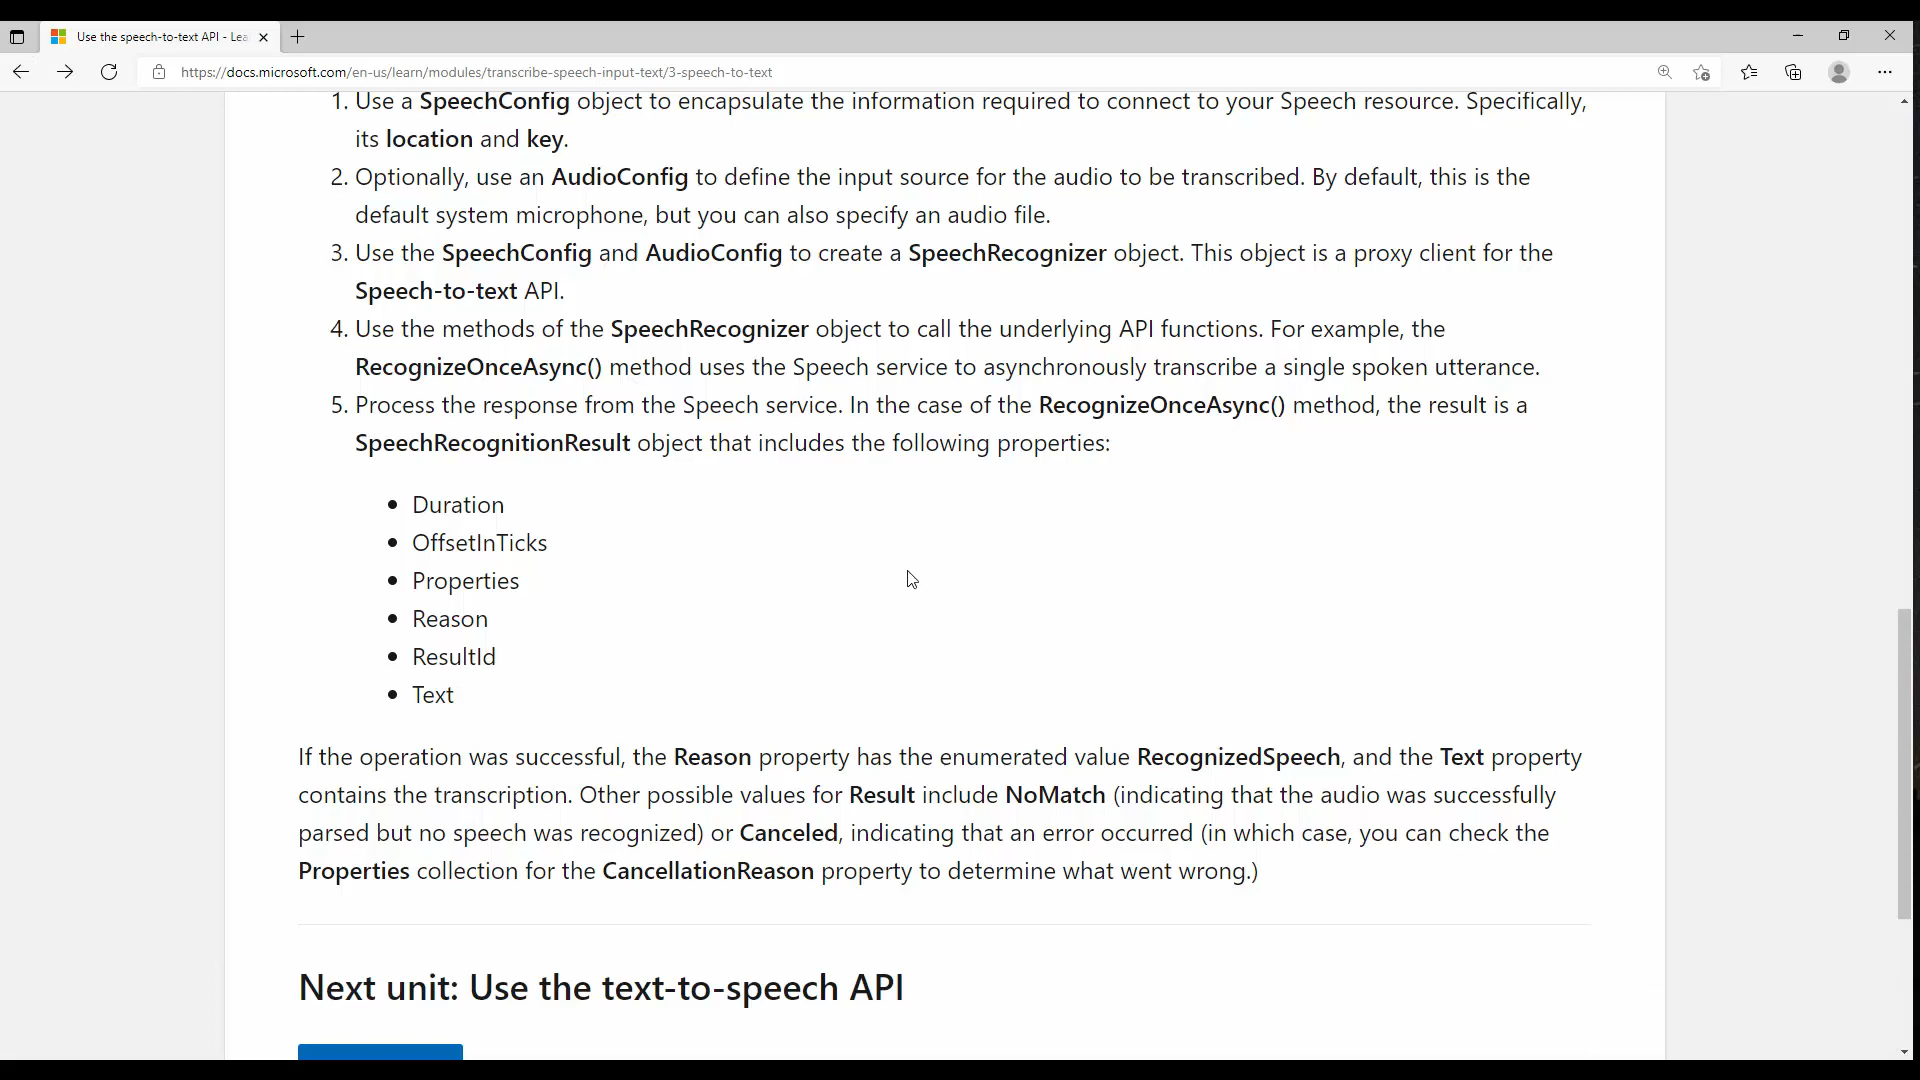 Use the speech-to-text API - Lea
https://docs.microsoft.com/en-us/learn/modules/transcribe-speech-input-text/3-speech-to-text
1. Use a SpeechConfig object to encapsulate the information required to connect to your Speech resource. Specifically,
its location and key.
2. Optionally, use an AudioConfig to define the input source for the audio to be transcribed. By default, this is the
default system microphone, but you can also specify an audio file.
3. Use the SpeechConfig and AudioConfig to create a SpeechRecognizer object. This object is a proxy client for the
Speech-to-text API.
4. Use the methods of the SpeechRecognizer object to call the underlying API functions. For example, the
RecognizeOnceAsync() method uses the Speech service to asynchronously transcribe a single spoken utterance.
5. Process the response from the Speech service. In the case of the RecognizeOnceAsync() method, the result is a
SpeechRecognitionResult object that includes the following properties:
• Duration
• OffsetInTicks
• Properties
• Reason
• ResultId
• Text
If the operation was successful, the Reason property has the enumerated value RecognizedSpeech, and the Text property
contains the transcription. Other possible values for Result include NoMatch (indicating that the audio was successfully
parsed but no speech was recognized) or Canceled, indicating that an error occurred (in which case, you can check the
Properties collection for the CancellationReason property to determine what went wrong.)
Next unit: Use the text-to-speech API